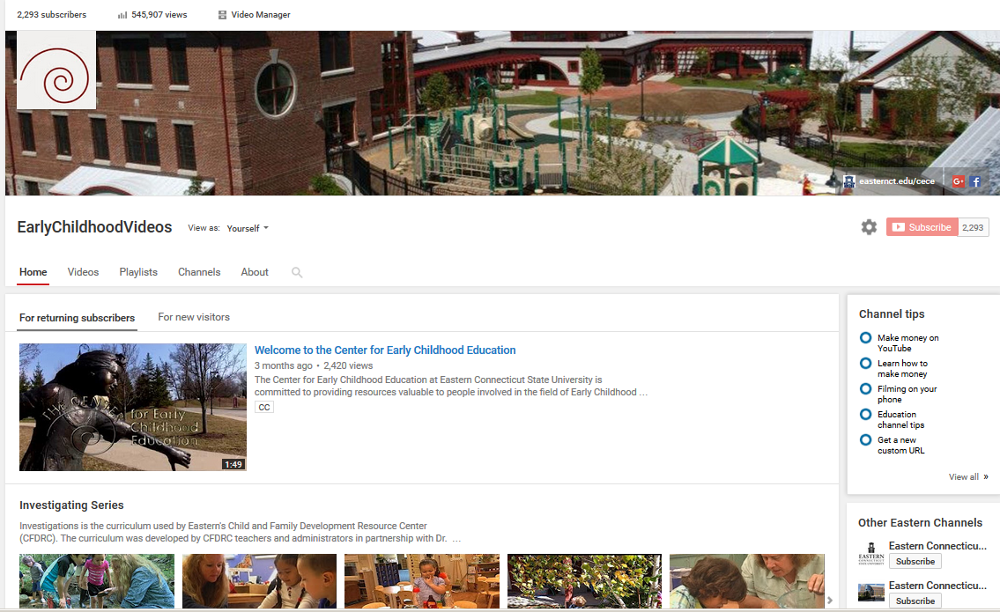 2,293 subscribers
545,907 views
Video Manager
easternct.edu/cece
G+
f
EarlyChildhoodVideos
View as: Yourself
Subscribe 2,293
Home
Videos
Playlists
Channels
About
For returning subscribers
For new visitors
THE CENTER
for Early
Childhood
Education
1:49
Welcome to the Center for Early Childhood Education
3 months ago • 2,420 views
The Center for Early Childhood Education at Eastern Connecticut State University is
committed to providing resources valuable to people involved in the field of Early Childhood ...
CC
Investigating Series
Investigations is the curriculum used by Eastern's Child and Family Development Resource Center
(CFDRC). The curriculum was developed by CFDRC teachers and administrators in partnership with Dr. ...
Channel tips
Make money on
YouTube
Learn how to
make money
Filming on your
phone
Education
channel tips
Get a new
custom URL
View all »
Other Eastern Channels
EASTERN
Eastern Connecticu...
Subscribe
Eastern Connecticu...
Subscribe